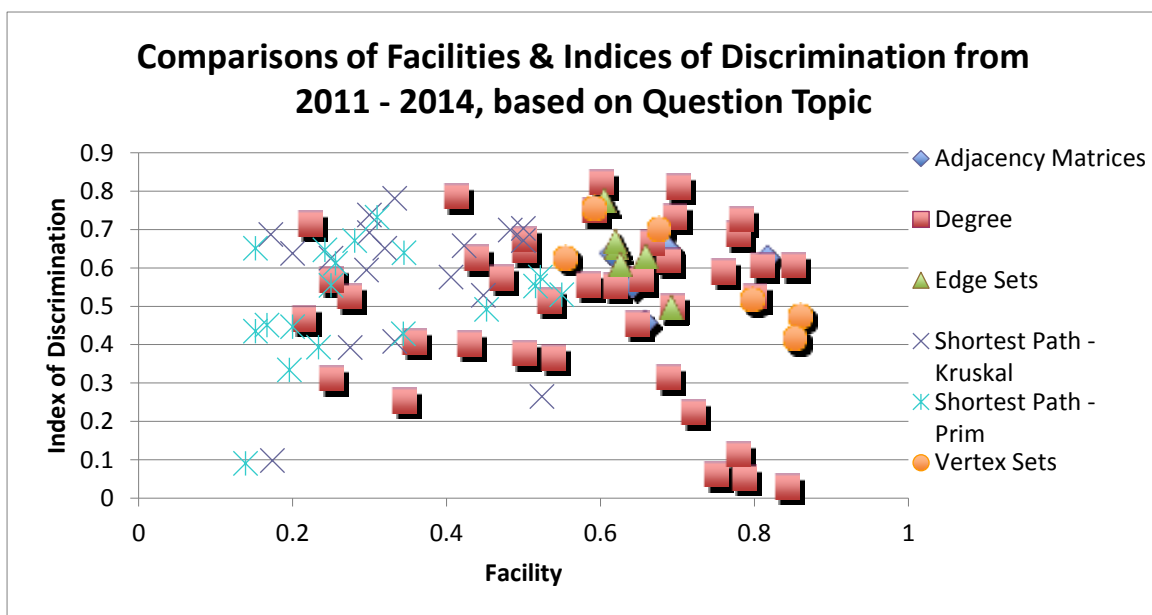 Comparisons of Facilities & Indices of Discrimination from
2011 - 2014, based on Question Topic
Index of Discrimination
0.9
0.8
0.7
0.6
0.5
0.4
0.3
0.2
0.1
0
0
0.2
0.4
0.6
0.8
1
Facility
Adjacency Matrices
Degree
Edge Sets
Shortest Path -
Kruskal
Shortest Path -
Prim
Vertex Sets